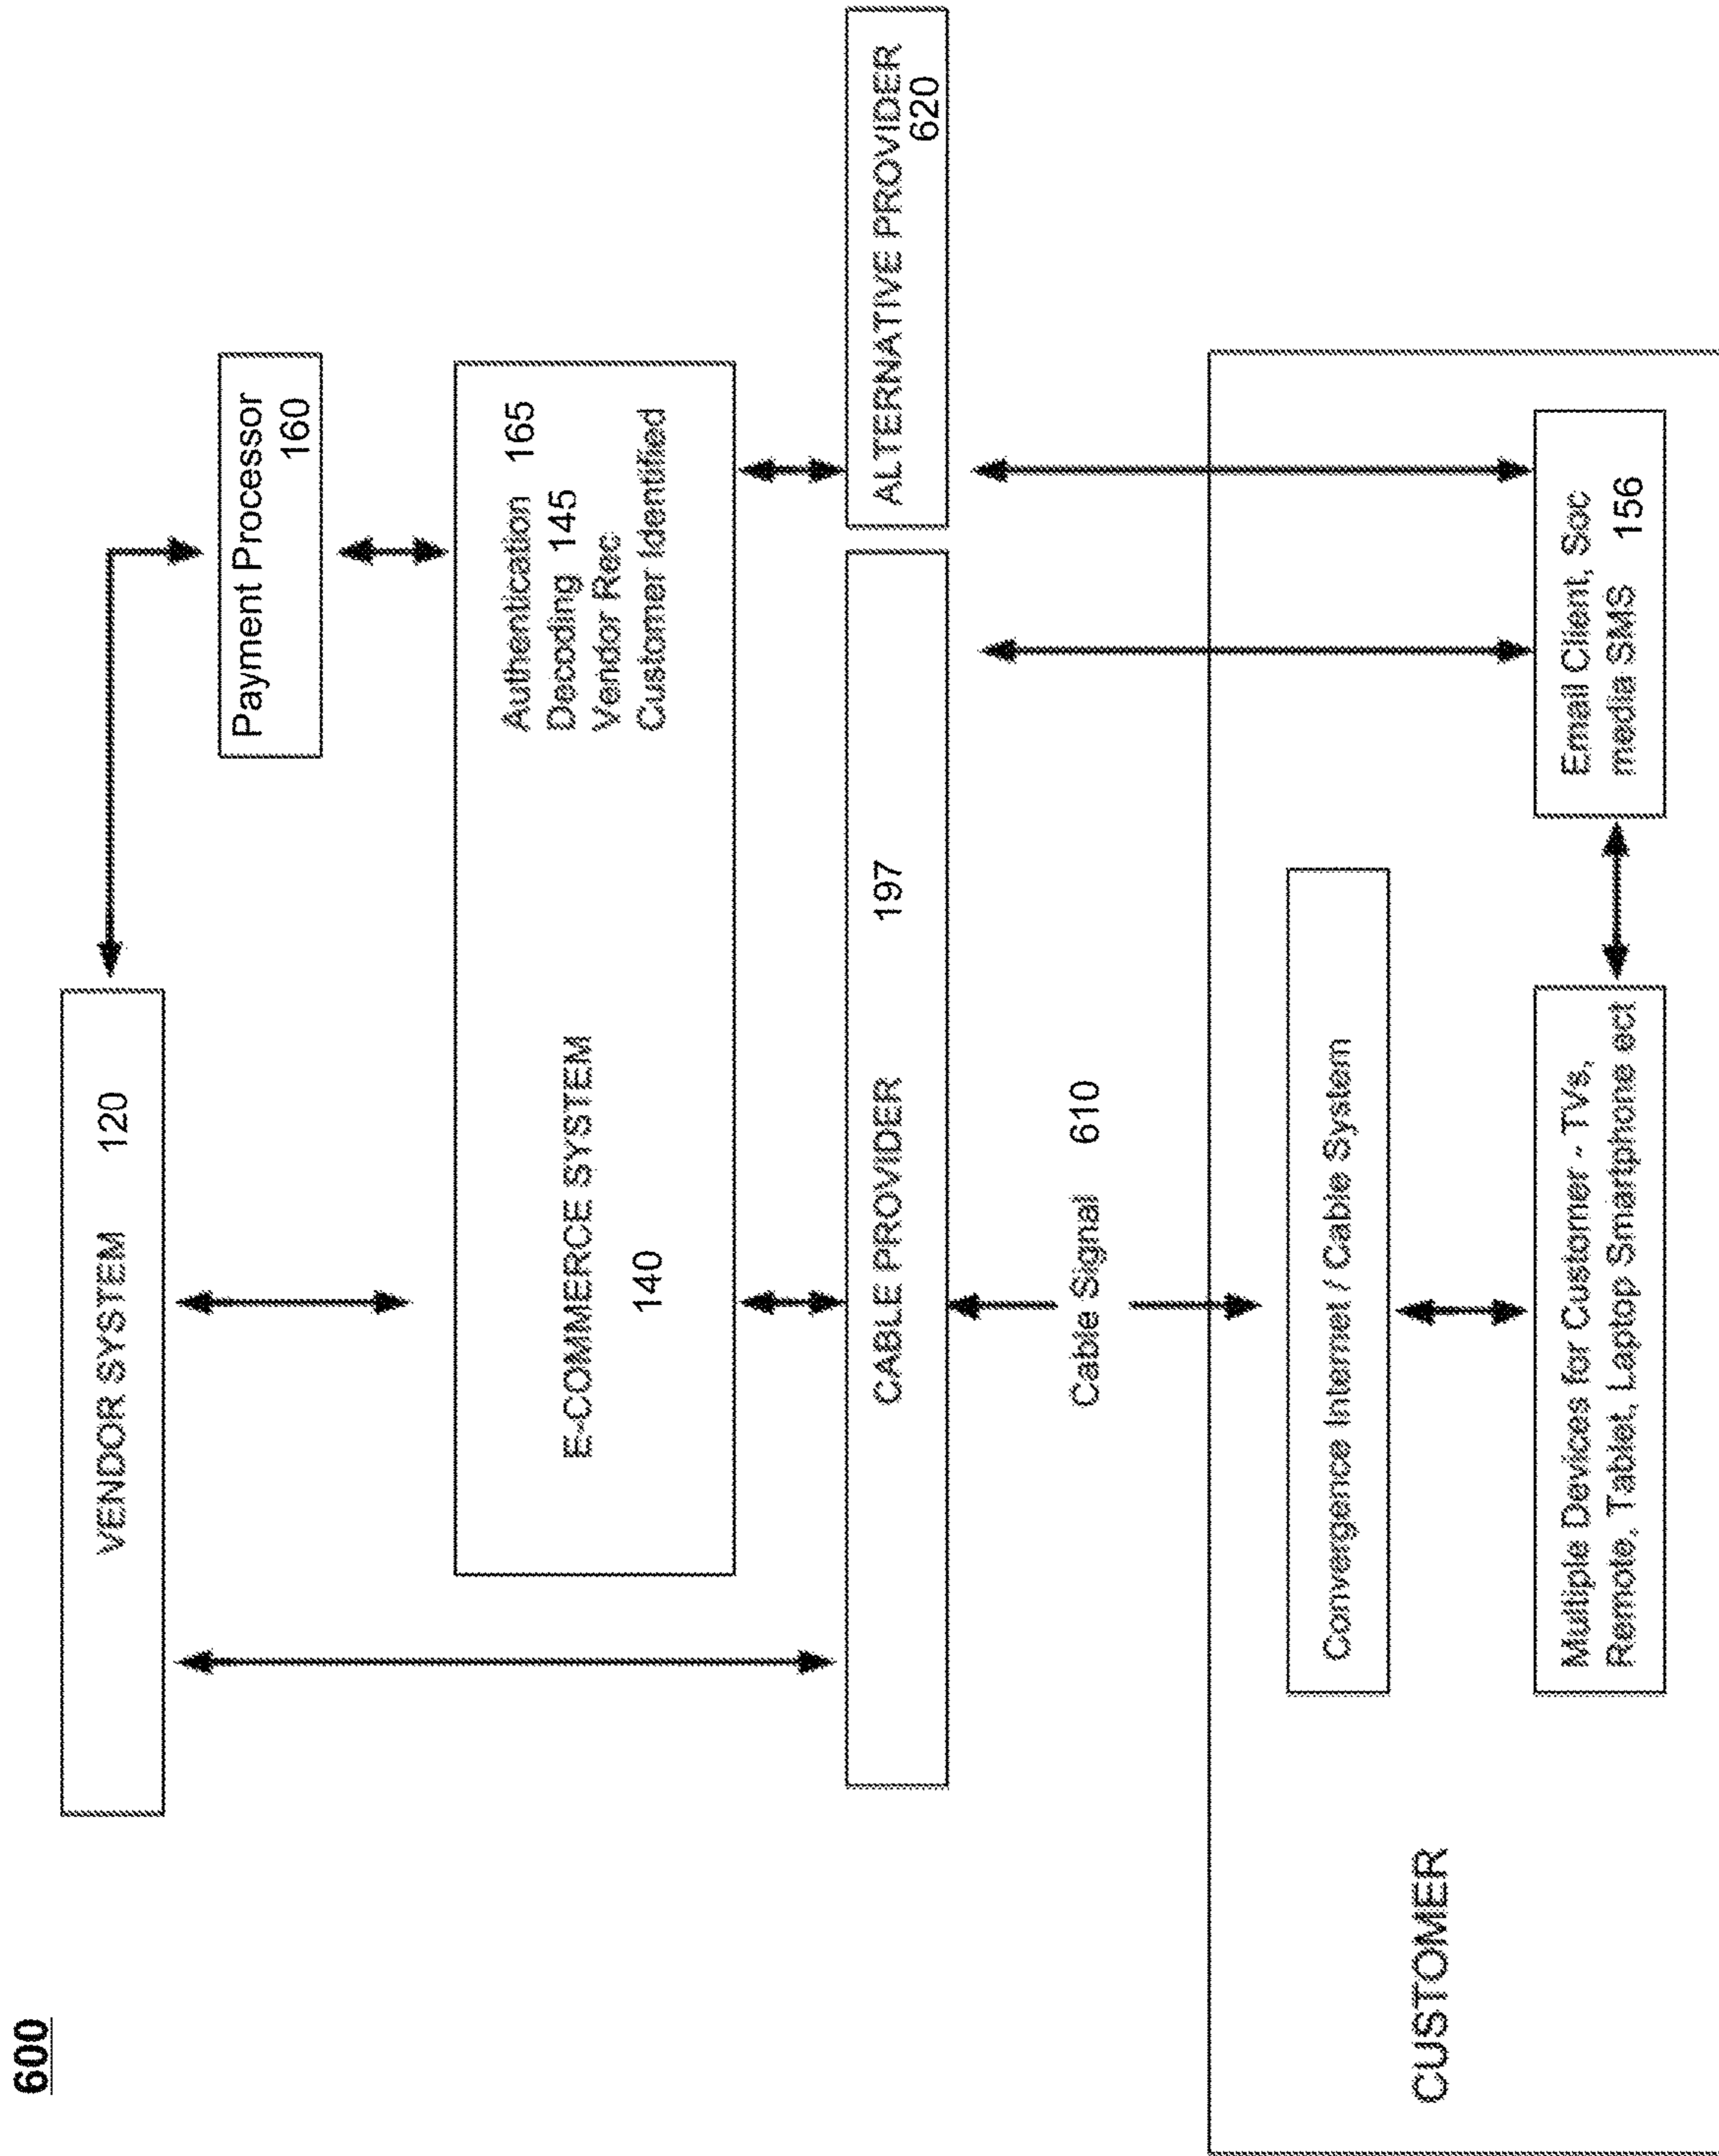 600
VENDOR SYSTEM 120
Payment Processor
160
E-COMMERCE SYSTEM
140
Authentication 165
Decoding 145
Vendor Rec
Customer Identified
CABLE PROVIDER 197
ALTERNATIVE PROVIDER
620
Cable Signal 610
CUSTOMER
Convergence Internet / Cable System
Multiple Devices for Customer - TVs,
Remote, Tablet, Laptop Smartphone ect
Email Client, Soc
media SMS 156